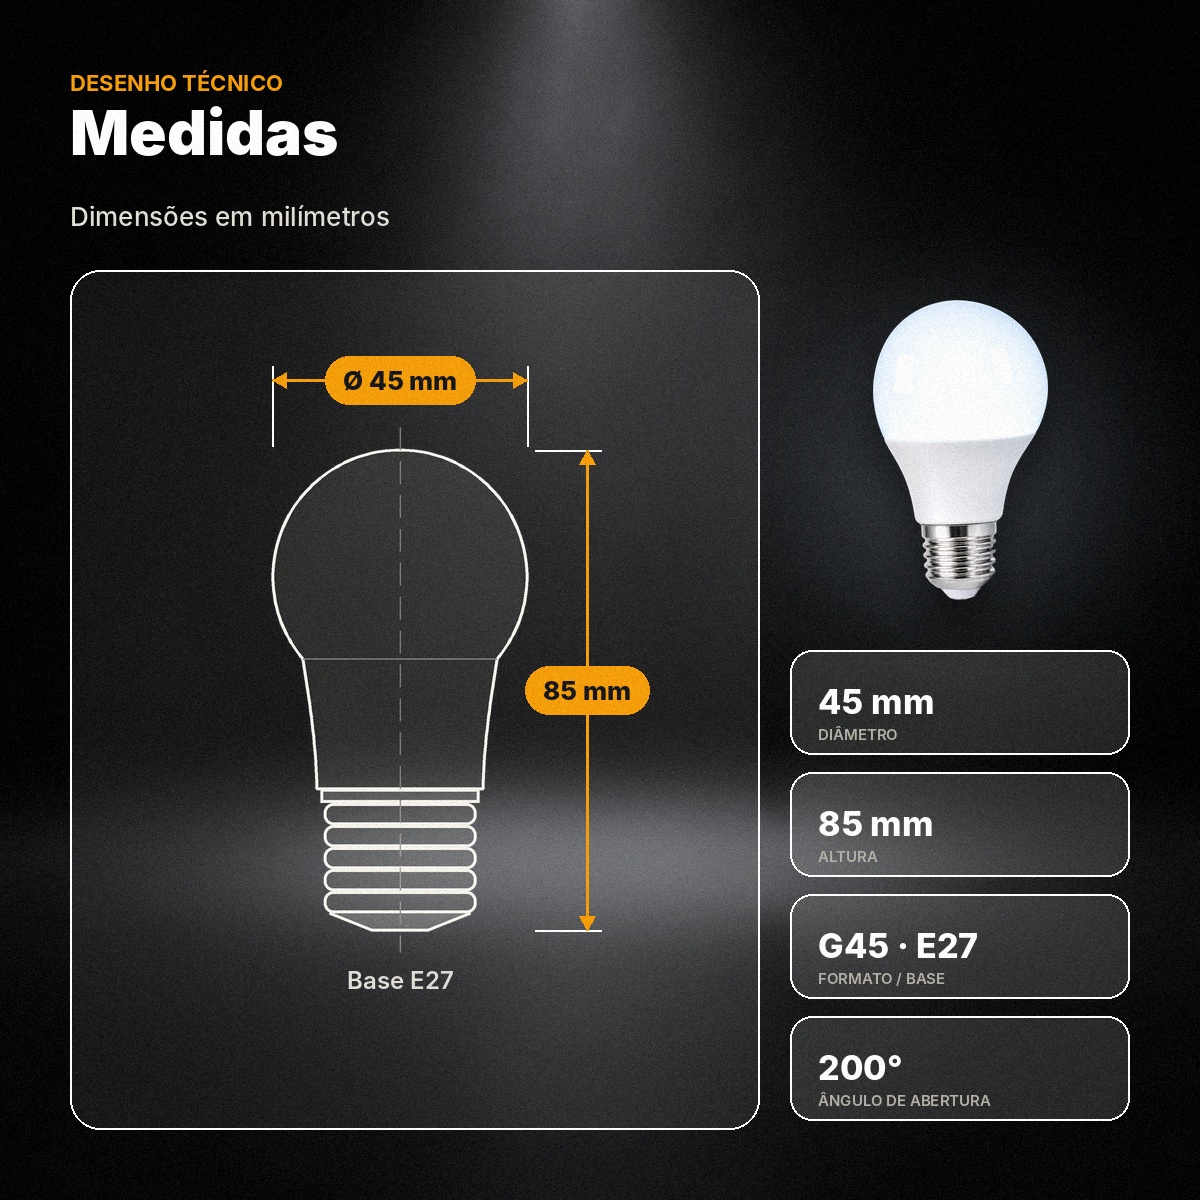 DESENHO TÉCNICO
Medidas
Dimensões em milímetros
Ø 45 mm
85 mm
Base E27
45 mm
DIÂMETRO
85 mm
ALTURA
G45 · E27
FORMATO / BASE
200°
ÂNGULO DE ABERTURA